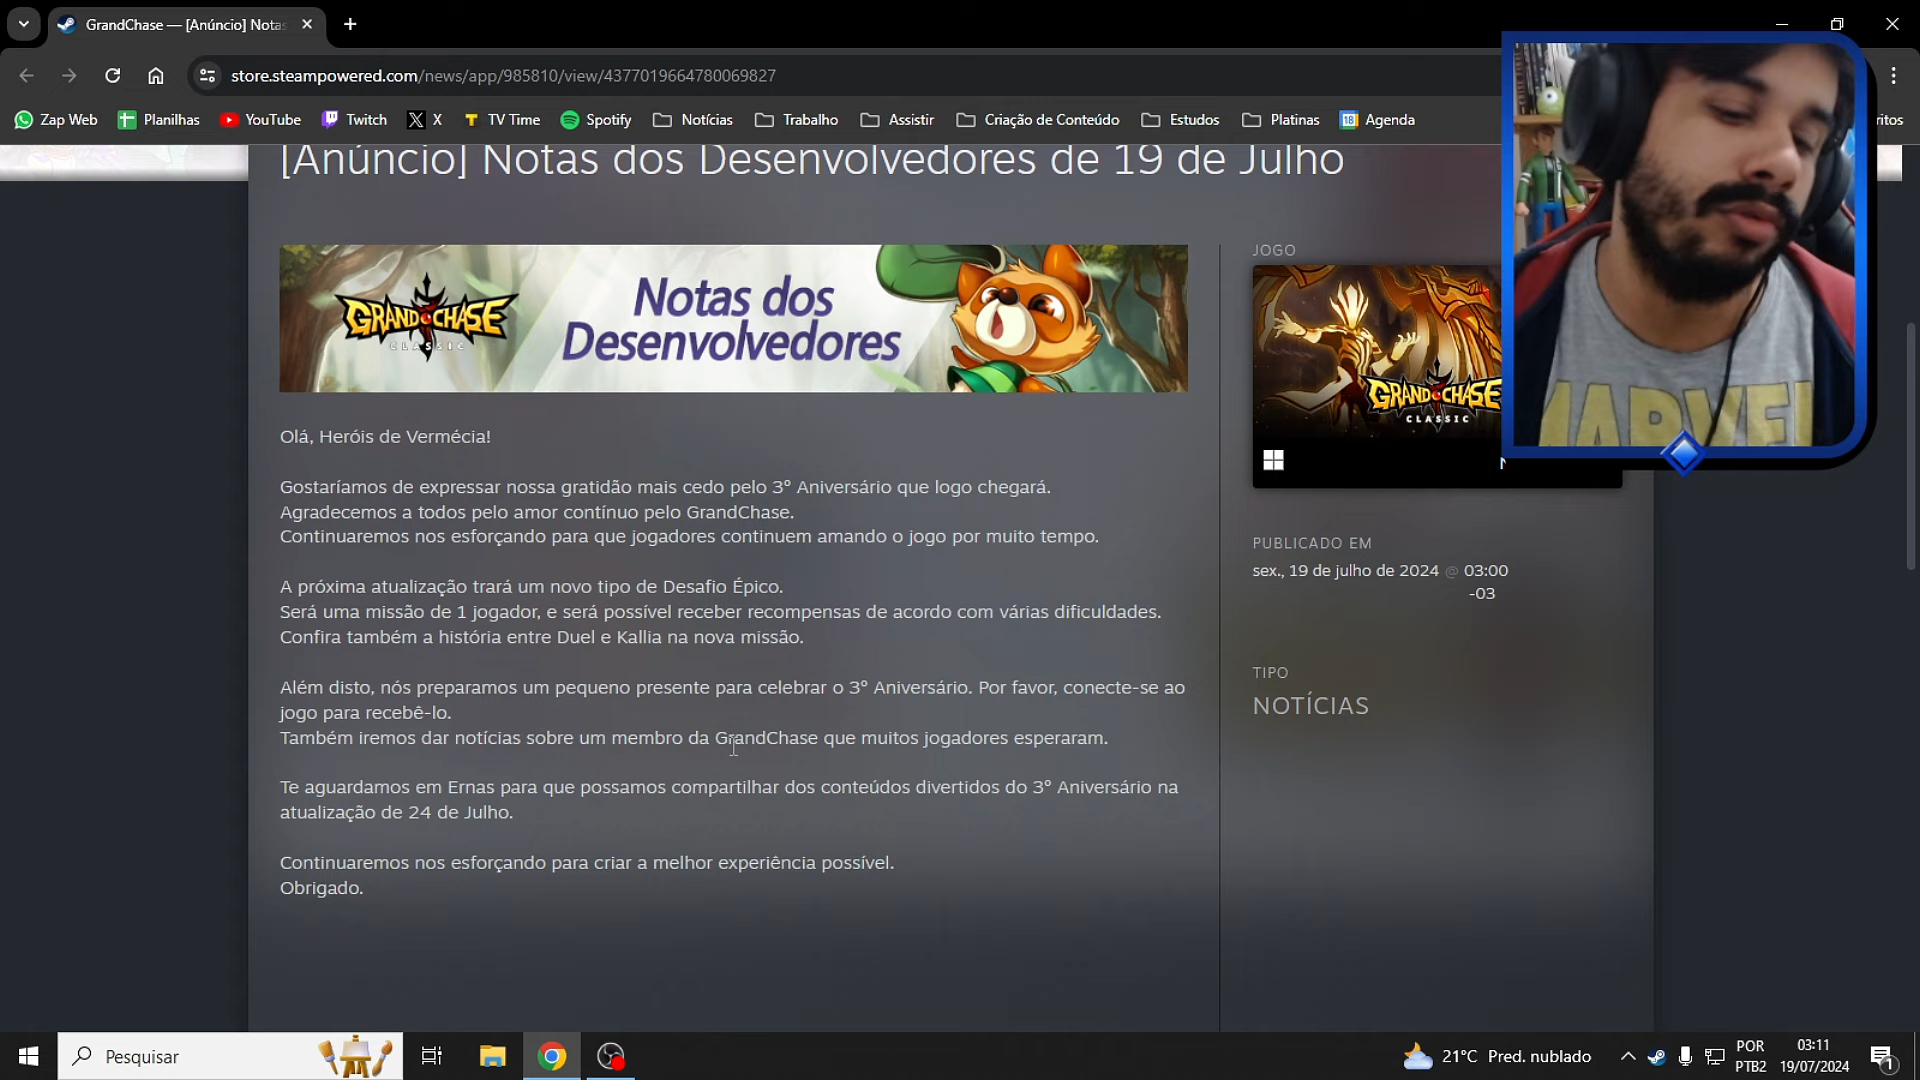 GrandChase — [Anúncio] Notas
store.steampowered.com/news/app/985810/view/4377019664780069827
Zap Web
Planilhas
YouTube
Twitch
X
TV Time
Spotify
Notícias
Trabalho
Assistir
Criação de Conteúdo
Estudos
Platinas
18
Agenda
ritos
[Anúncio] Notas dos Desenvolvedores de 19 de Julho
GRAND CHASE
CLASSIC
Notas dos
Desenvolvedores
JOGO
GRAND CHASE
CLASSIC
MARVEL
Olá, Heróis de Vermécia!
Gostaríamos de expressar nossa gratidão mais cedo pelo 3° Aniversário que logo chegará.
Agradecemos a todos pelo amor contínuo pelo GrandChase.
Continuaremos nos esforçando para que jogadores continuem amando o jogo por muito tempo.
A próxima atualização trará um novo tipo de Desafio Épico.
Será uma missão de 1 jogador, e será possível receber recompensas de acordo com várias dificuldades.
Confira também a história entre Duel e Kallia na nova missão.
Além disto, nós preparamos um pequeno presente para celebrar o 3° Aniversário. Por favor, conecte-se ao
jogo para recebê-lo.
Também iremos dar notícias sobre um membro da GrandChase que muitos jogadores esperaram.
Te aguardamos em Ernas para que possamos compartilhar dos conteúdos divertidos do 3° Aniversário na
atualização de 24 de Julho.
Continuaremos nos esforçando para criar a melhor experiência possível.
Obrigado.
PUBLICADO EM
sex., 19 de julho de 2024 @ 03:00
-03
TIPO
NOTÍCIAS
Pesquisar
21°C Pred. nublado
POR
PTB2
03:11
19/07/2024
1